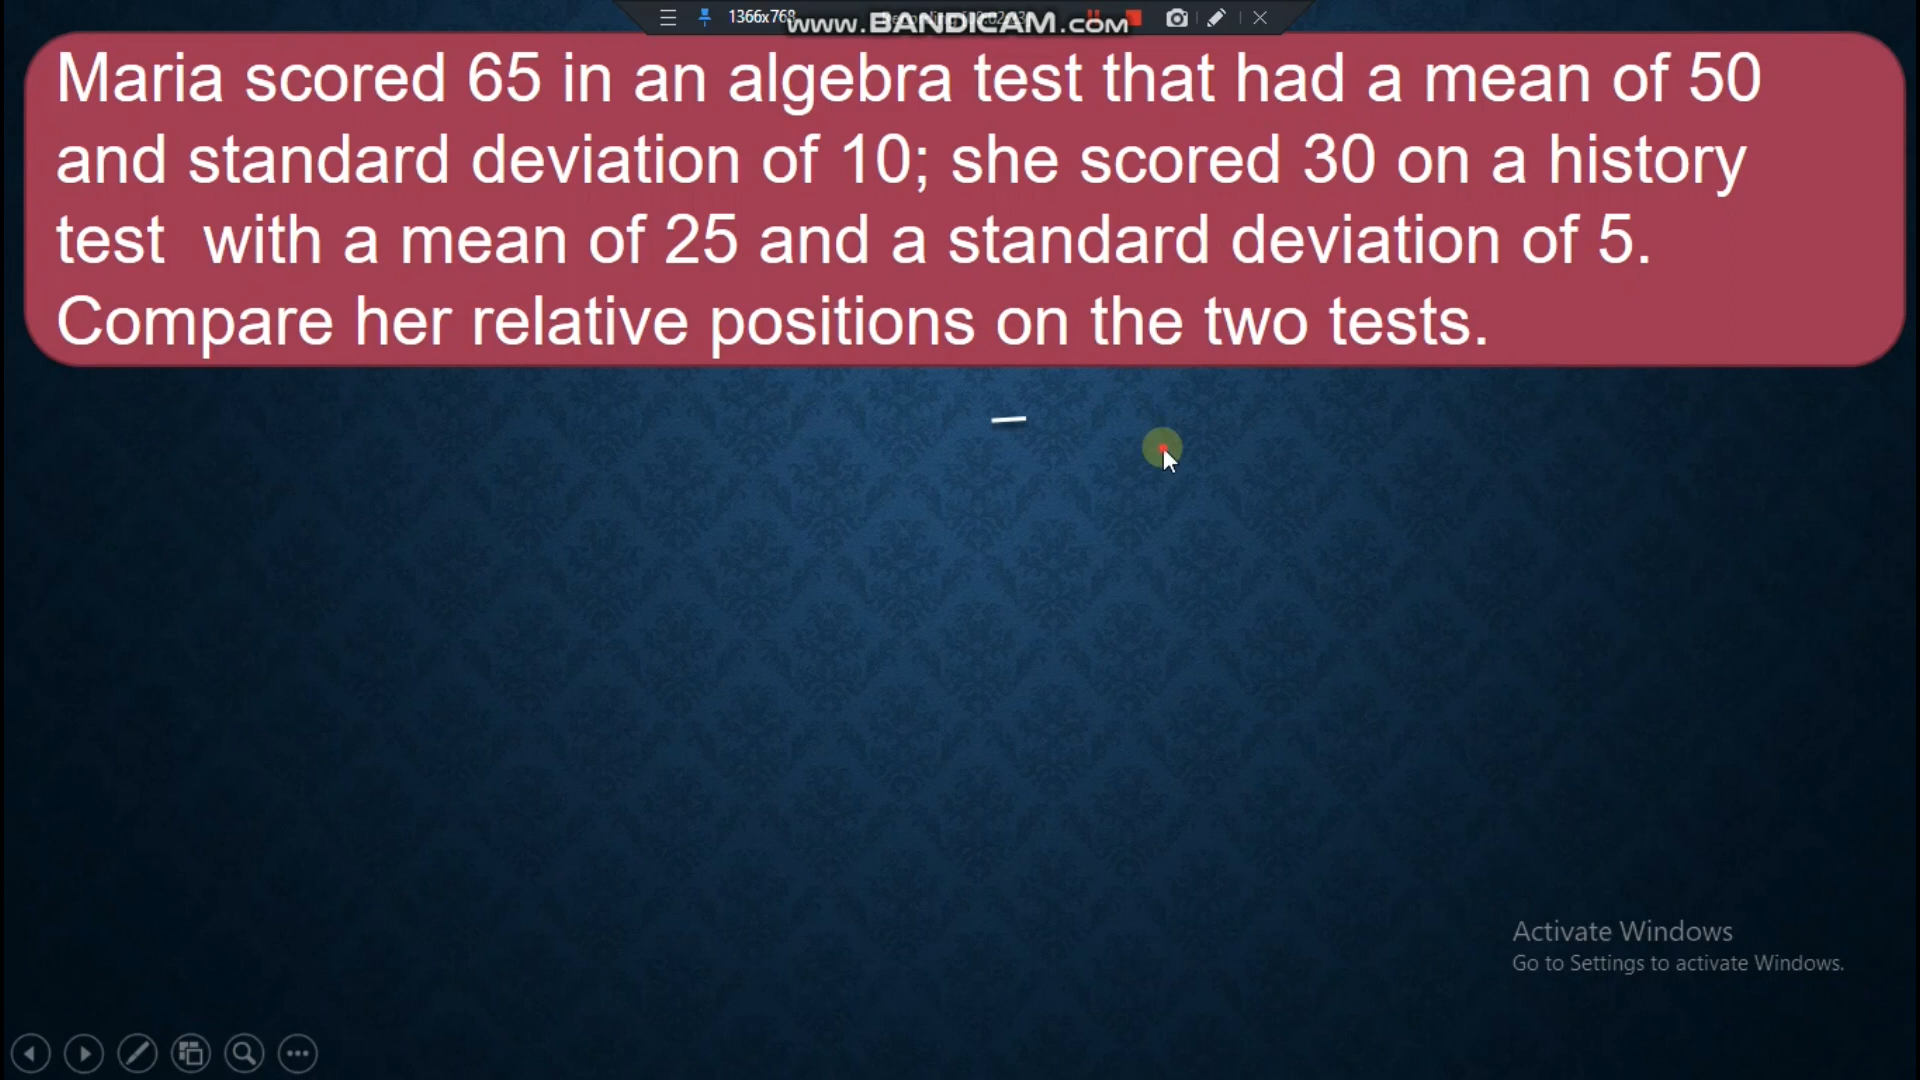 1366x768
www.BANDICAM.com
Maria scored 65 in an algebra test that had a mean of 50
and standard deviation of 10; she scored 30 on a history
test with a mean of 25 and a standard deviation of 5.
Compare her relative positions on the two tests.
Activate Windows
Go to Settings to activate Windows.